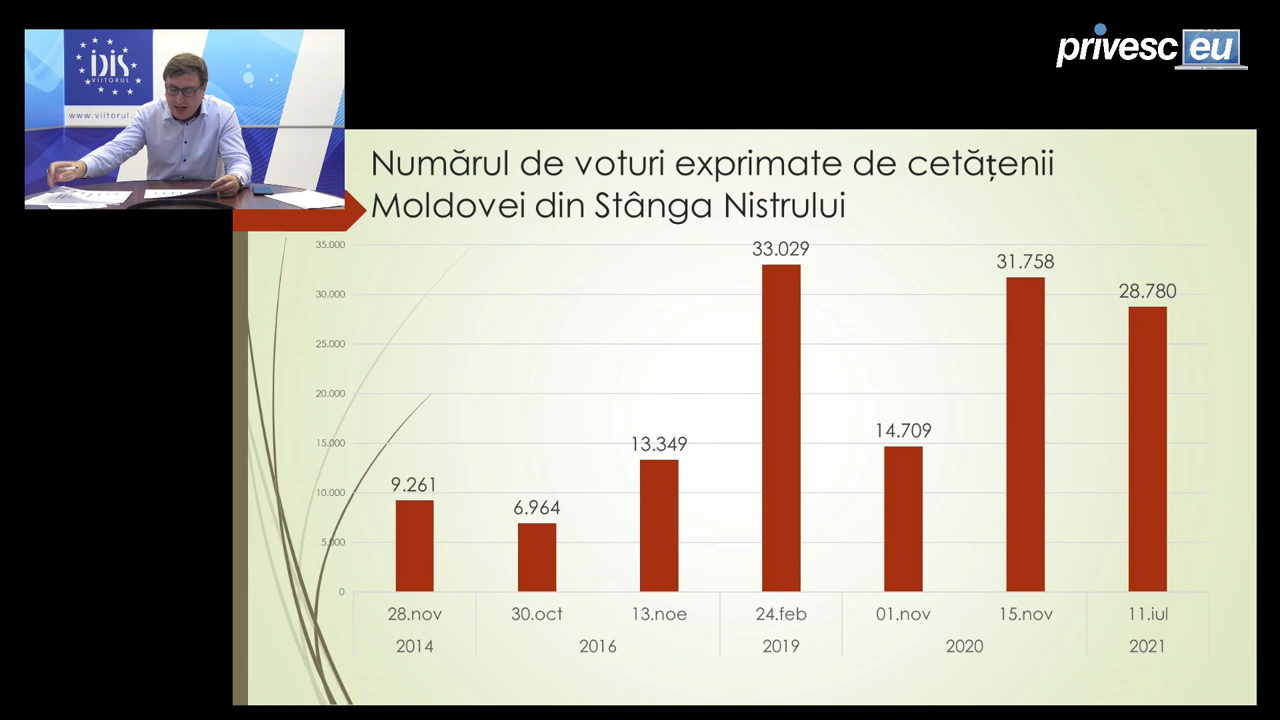 privesc eu
IDIS
VIITORUL
www.viitorul.
Numărul de voturi exprimate de cetățenii
Moldovei din Stânga Nistrului
35.000
30.000
25.000
20.000
15.000
10.000
5.000
0
9.261
6.964
13.349
33.029
14.709
31.758
28.780
28.nov
30.oct
13.noe
24.feb
01.nov
15.nov
11.iul
2014
2016
2019
2020
2021